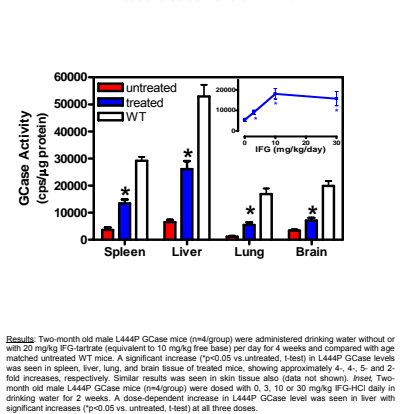 60000
50000
40000
30000
20000
10000
0
GCase Activity
(cps/µg protein)
untreated
treated
WT
20000
10000
0
0 10 20 30
IFG (mg/kg/day)
* * *
* * * *
Spleen Liver Lung Brain
Results: Two-month old male L444P GCase mice (n=4/group) were administered drinking water without or
with 20 mg/kg IFG-tartrate (equivalent to 10 mg/kg free base) per day for 4 weeks and compared with age
matched untreated WT mice. A significant increase (*p<0.05 vs.untreated, t-test) in L444P GCase levels
was seen in spleen, liver, lung, and brain tissue of treated mice, showing approximately 4-, 4-, 5- and 2-
fold increases, respectively. Similar results was seen in skin tissue also (data not shown). Inset, Two-
month old male L444P GCase mice (n=4/group) were dosed with 0, 3, 10 or 30 mg/kg IFG-HCl daily in
drinking water for 2 weeks. A dose-dependent increase in L444P GCase level was seen in liver with
significant increases (*p<0.05 vs. untreated, t-test) at all three doses.